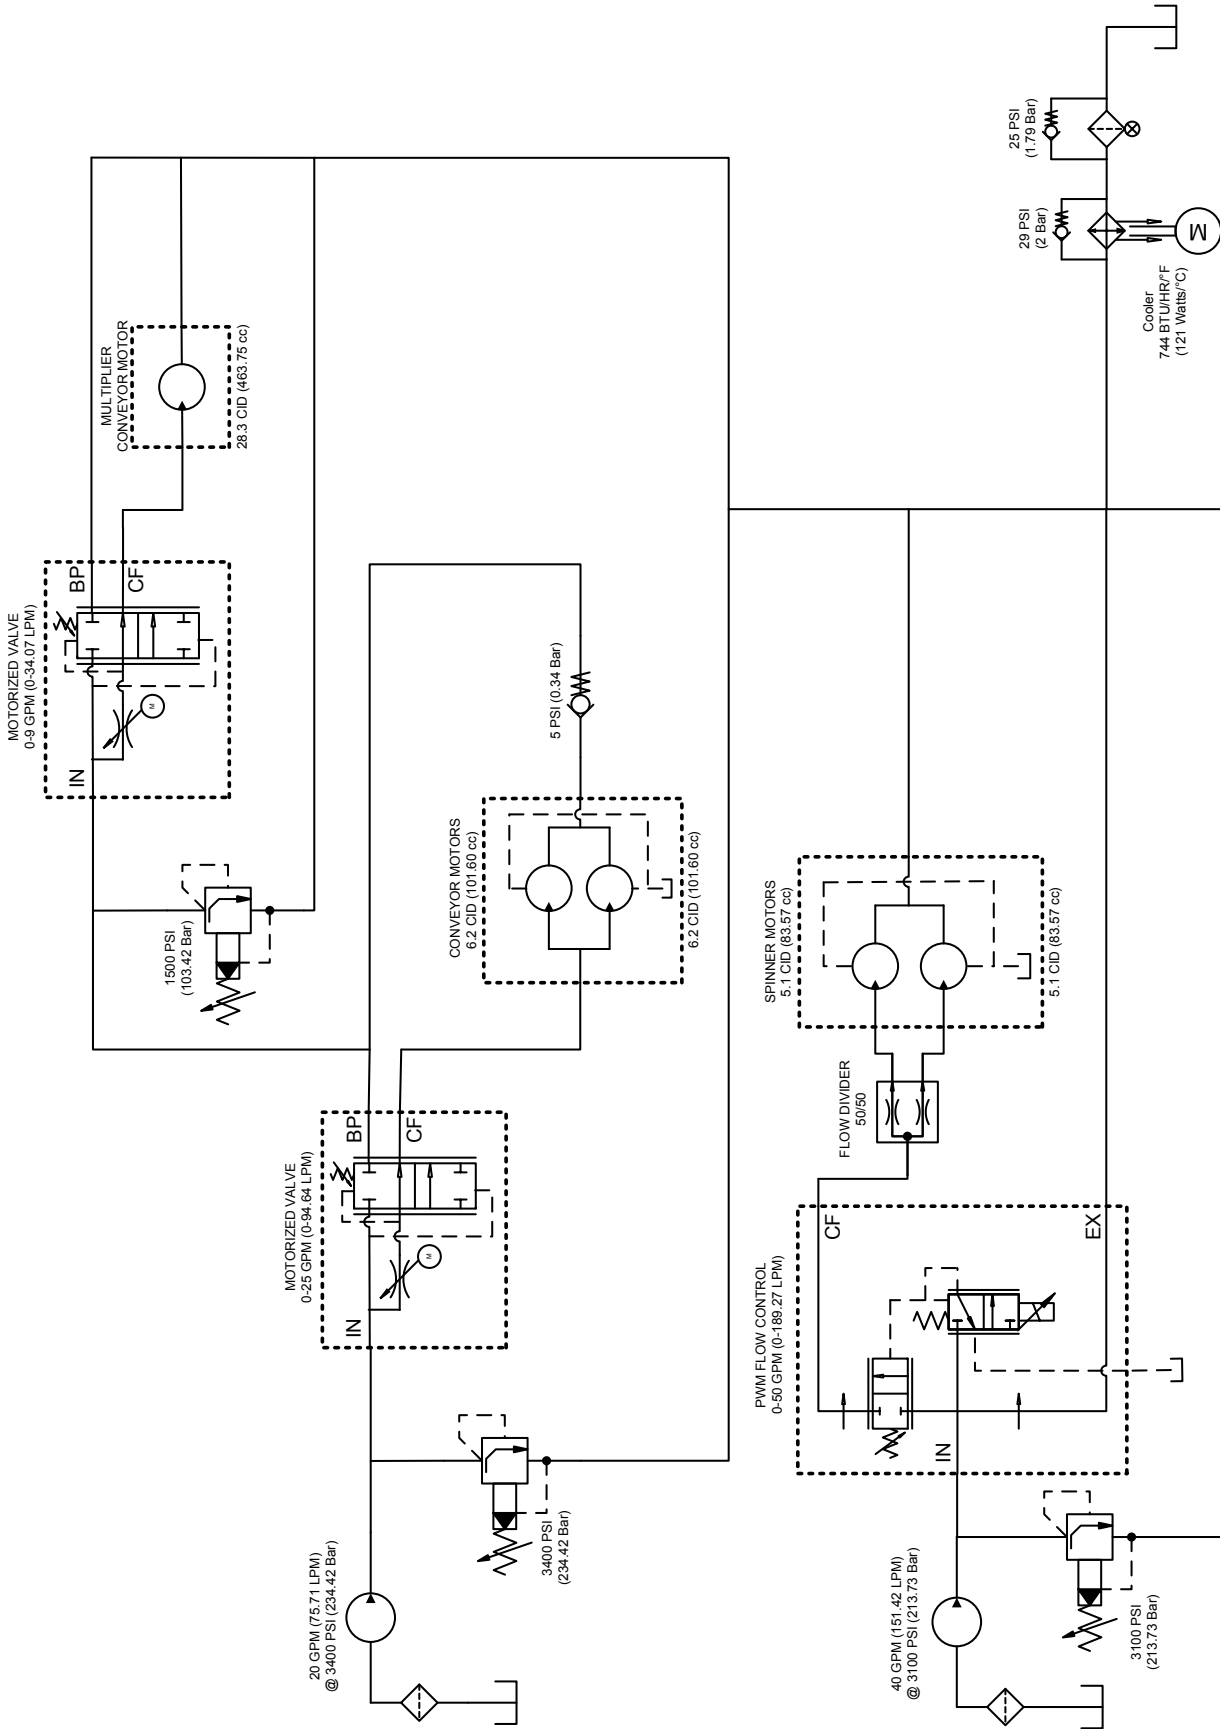 MOTORIZED VALVE
0-9 GPM (0-34.07 LPM)
IN
BP
CF
M
MULTIPLIER
CONVEYOR MOTOR
28.3 CID (463.75 cc)
1500 PSI
(103.42 Bar)
20 GPM (75.71 LPM)
@ 3400 PSI (234.42 Bar)
3400 PSI
(234.42 Bar)
MOTORIZED VALVE
0-25 GPM (0-94.64 LPM)
IN
BP
CF
M
CONVEYOR MOTORS
6.2 CID (101.60 cc)
6.2 CID (101.60 cc)
5 PSI (0.34 Bar)
40 GPM (151.42 LPM)
@ 3100 PSI (213.73 Bar)
3100 PSI
(213.73 Bar)
PWM FLOW CONTROL
0-50 GPM (0-189.27 LPM)
IN
CF
EX
FLOW DIVIDER
50/50
SPINNER MOTORS
5.1 CID (83.57 cc)
5.1 CID (83.57 cc)
29 PSI
(2 Bar)
25 PSI
(1.79 Bar)
M
Cooler
744 BTU/HR/°F
(121 Watts/°C)